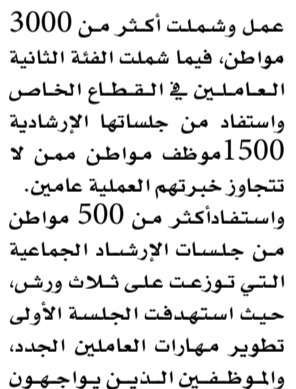 عمل وشملت أكثر من 3000
مواطن، فيما شملت الفئة الثانية
العاملين في القطاع الخاص
واستفاد من جلساتها الإرشادية
1500موظف مواطن ممن لا
تتجاوز خبرتهم العملية عامين.
واستفادأكثر من 500 مواطن
من جلسات الإرشاد الجماعية
التي توزعت على ثلاث ورش،
حيث استهدفت الجلسة الأولى
تطوير مهارات العاملين الجدد،
والموظفين الذين يواجهون